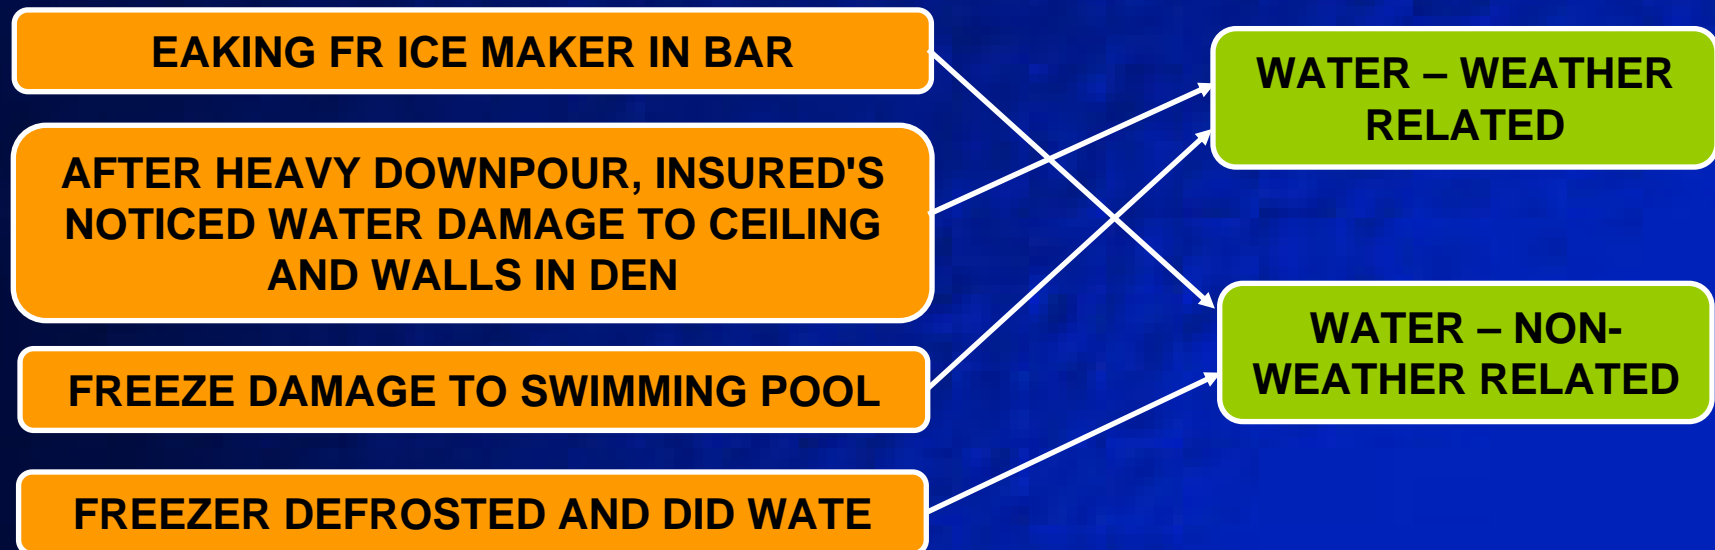 EAKING FR ICE MAKER IN BAR
AFTER HEAVY DOWNPOUR, INSURED'S
NOTICED WATER DAMAGE TO CEILING
AND WALLS IN DEN
FREEZE DAMAGE TO SWIMMING POOL
FREEZER DEFROSTED AND DID WATE
WATER – WEATHER
RELATED
WATER – NON-
WEATHER RELATED